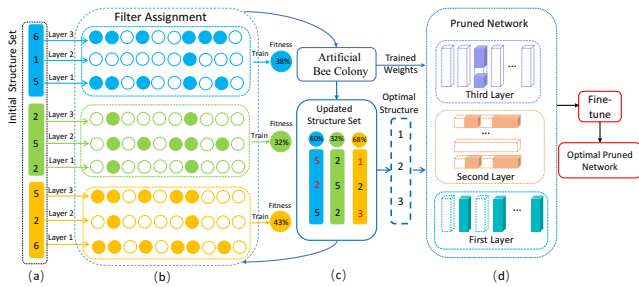 Initial Structure Set
6
1
5
2
5
2
5
2
6
(a)
Filter Assignment
Layer 3
Layer 2
Layer 1
Layer 3
Layer 2
Layer 1
Layer 3
Layer 2
Layer 1
(b)
Train
Fitness
38%
Train
Fitness
32%
Train
Fitness
43%
Artificial
Bee Colony
Updated
Structure Set
60% 32% 68%
5 2 1
2 5 2
5 2 3
(c)
Trained
Weights
Optimal
Structure
1
2
3
Pruned Network
...
Third Layer
...
Second Layer
...
First Layer
(d)
Fine-
tune
Optimal Pruned
Network